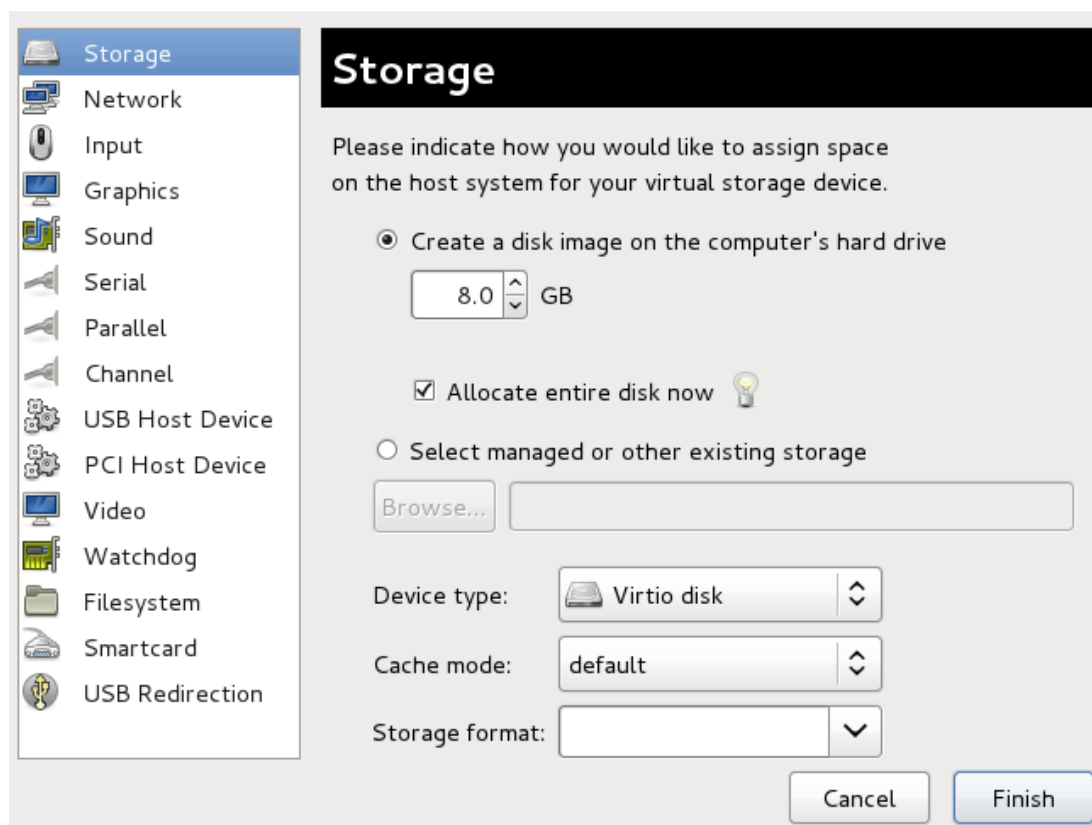 Storage
Network
Input
Graphics
Sound
Serial
Parallel
Channel
USB Host Device
PCI Host Device
Video
Watchdog
Filesystem
Smartcard
USB Redirection
Storage
Please indicate how you would like to assign space
on the host system for your virtual storage device.
Create a disk image on the computer's hard drive
8.0 GB
Allocate entire disk now
Select managed or other existing storage
Browse...
Device type: Virtio disk
Cache mode: default
Storage format:
Cancel Finish